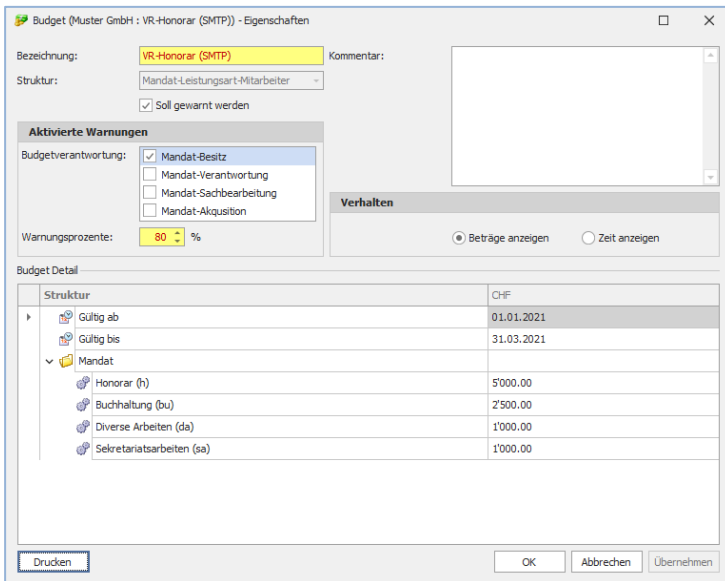 Budget (Muster GmbH : VR-Honorar (SMTP)) - Eigenschaften
Bezeichnung: VR-Honorar (SMTP) Kommentar:
Struktur: Mandat-Leistungsart-Mitarbeiter
Soll gewarnt werden
Aktivierte Warnungen
Budgetverantwortung: Mandat-Besitz
Mandat-Verantwortung
Mandat-Sachbearbeitung
Mandat-Akqusition
Warnungsprozente: 80 %
Verhalten
Beträge anzeigen Zeit anzeigen
Budget Detail
Struktur CHF
Gültig ab 01.01.2021
Gültig bis 31.03.2021
Mandat
Honorar (h) 5'000.00
Buchhaltung (bu) 2'500.00
Diverse Arbeiten (da) 1'000.00
Sekretariatsarbeiten (sa) 1'000.00
Drucken OK Abbrechen Übernehmen